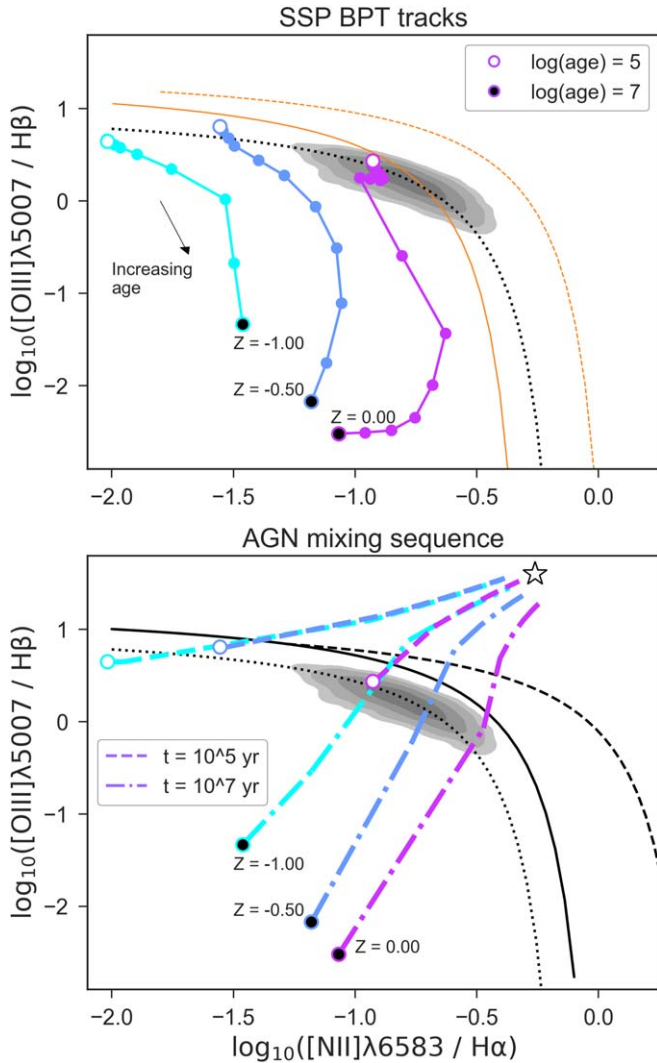 SSP BPT tracks
log(age) = 5
log(age) = 7
log₁₀([OIII]λ5007 / Hβ)
1
0
−1
−2
Increasing
age
Z = -1.00
Z = -0.50
Z = 0.00
−2.0 −1.5 −1.0 −0.5 0.0
AGN mixing sequence
log₁₀([OIII]λ5007 / Hβ)
1
0
−1
−2
t = 10^5 yr
t = 10^7 yr
Z = -1.00
Z = -0.50
Z = 0.00
−2.0 −1.5 −1.0 −0.5 0.0
log₁₀([NII]λ6583 / Hα)